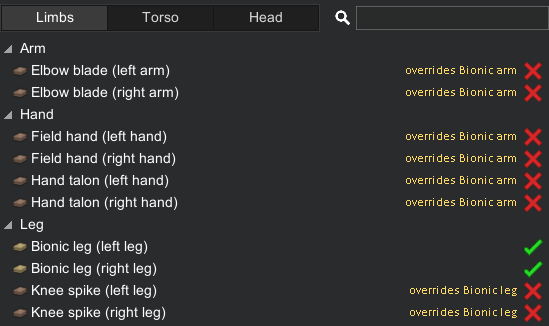 Limbs Torso Head
Arm
Elbow blade (left arm) overrides Bionic arm
Elbow blade (right arm) overrides Bionic arm
Hand
Field hand (left hand) overrides Bionic arm
Field hand (right hand) overrides Bionic arm
Hand talon (left hand) overrides Bionic arm
Hand talon (right hand) overrides Bionic arm
Leg
Bionic leg (left leg)
Bionic leg (right leg)
Knee spike (left leg) overrides Bionic leg
Knee spike (right leg) overrides Bionic leg